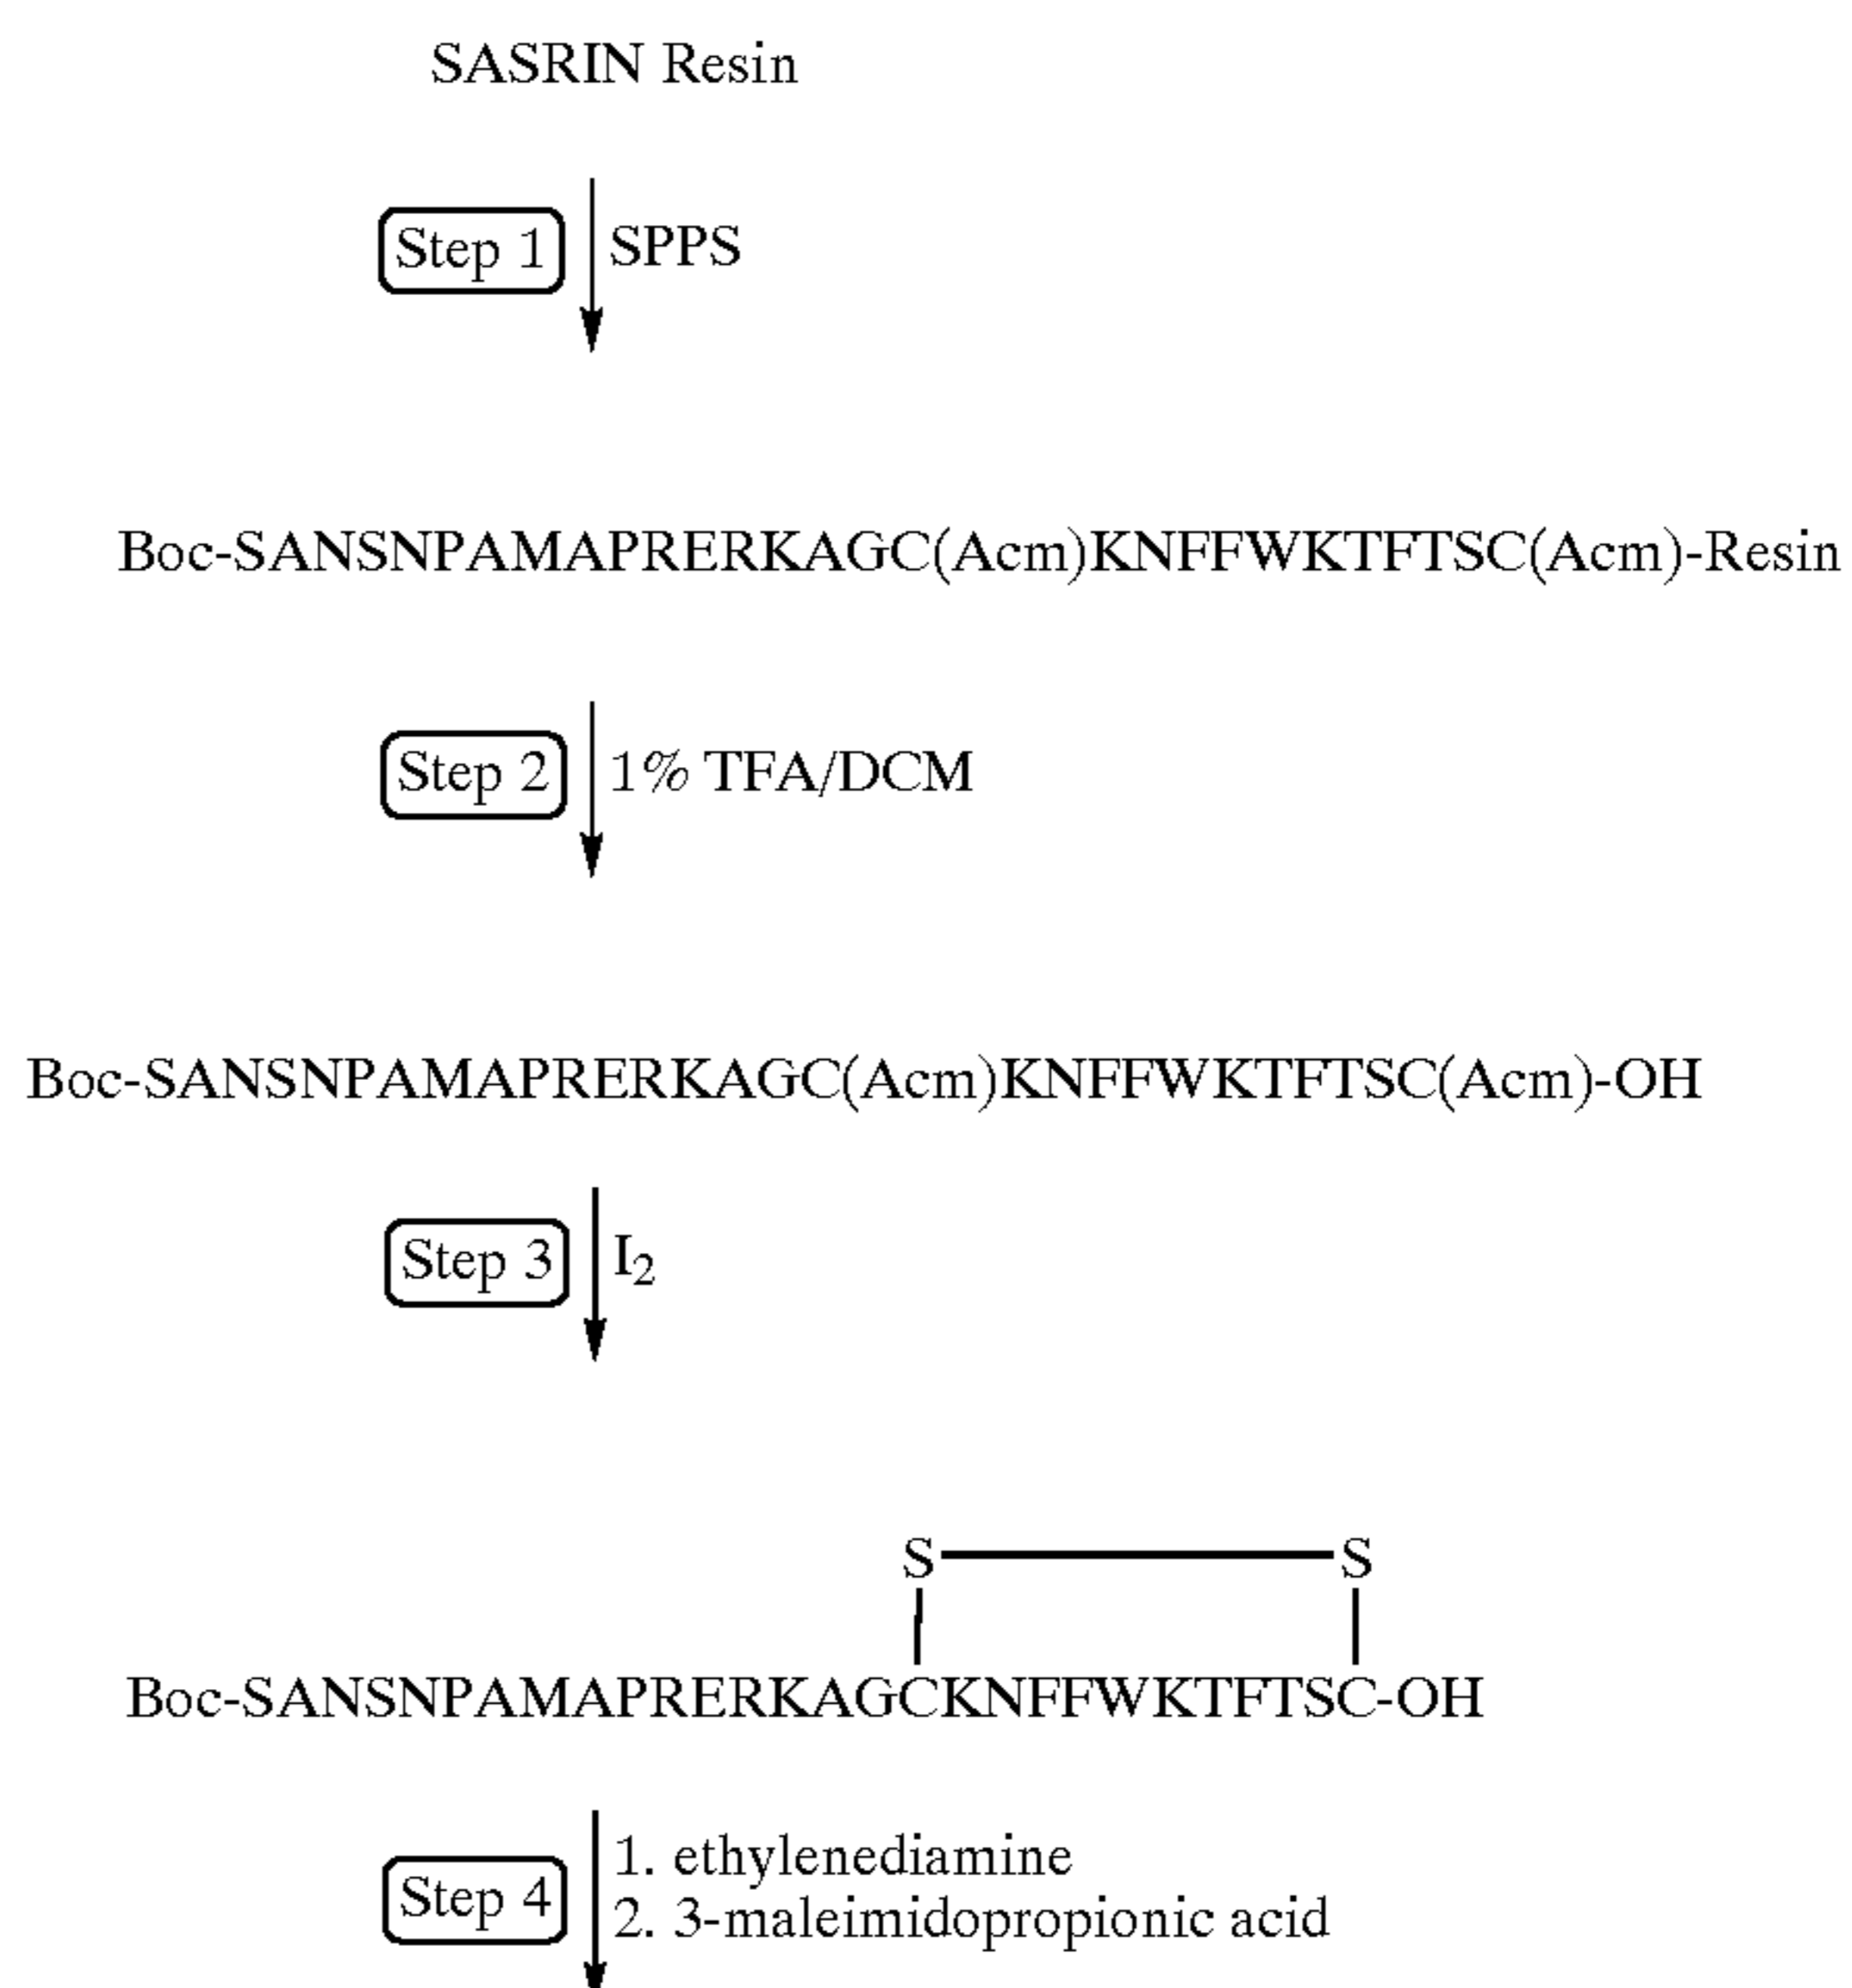 SASRIN Resin
Step 1
SPPS
Boc-SANSNPAMAPRERKAGC(Acm)KNFFWKTFTSC(Acm)-Resin
Step 2
1% TFA/DCM
Boc-SANSNPAMAPRERKAGC(Acm)KNFFWKTFTSC(Acm)-OH
Step 3
I2
S S
Boc-SANSNPAMAPRERKAGCKNFFWKTFTSC-OH
Step 4
1. ethylenediamine
2. 3-maleimidopropionic acid